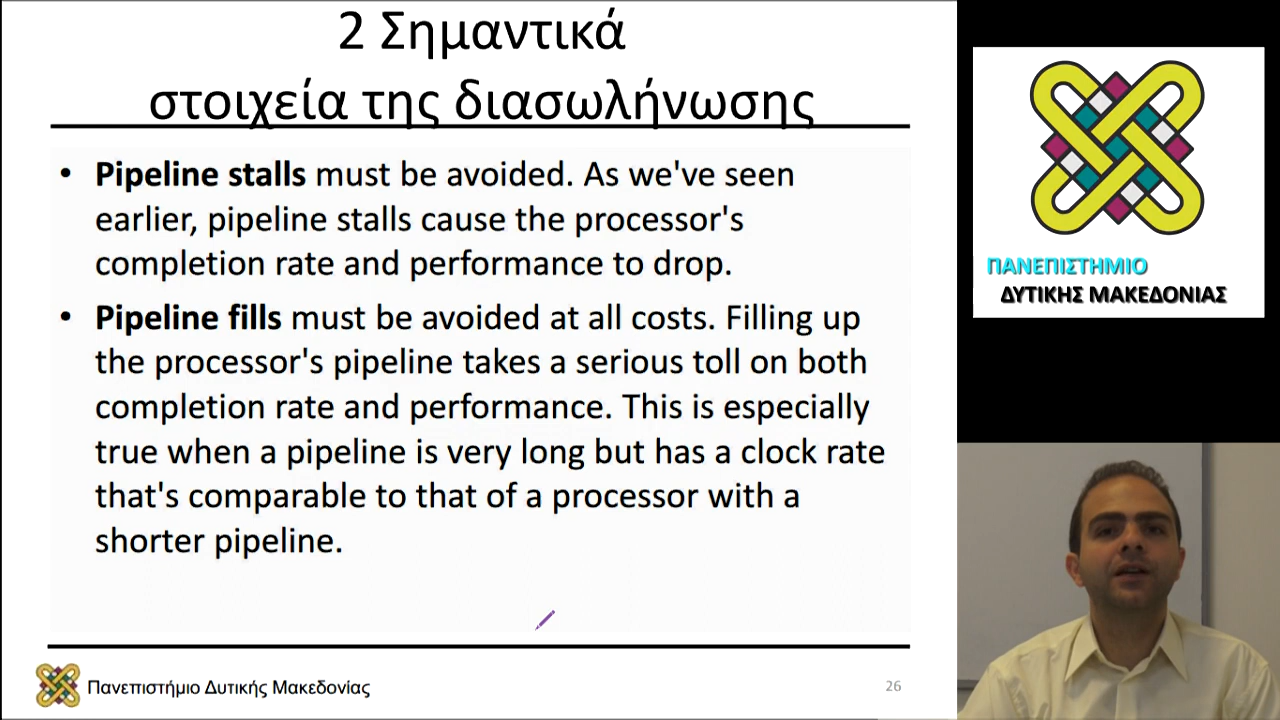 2 Σημαντικά
στοιχεία της διασωλήνωσης
• Pipeline stalls must be avoided. As we've seen
earlier, pipeline stalls cause the processor's
completion rate and performance to drop.
• Pipeline fills must be avoided at all costs. Filling up
the processor's pipeline takes a serious toll on both
completion rate and performance. This is especially
true when a pipeline is very long but has a clock rate
that's comparable to that of a processor with a
shorter pipeline.
Πανεπιστήμιο Δυτικής Μακεδονίας
26
ΠΑΝΕΠΙΣΤΗΜΙΟ
ΔΥΤΙΚΗΣ ΜΑΚΕΔΟΝΙΑΣ